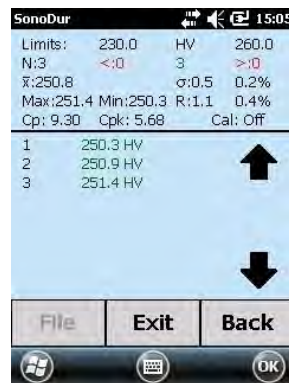 SonoDur 15:05
Limits: 230.0 HV 260.0
N:3 <:0 3 >:0
x̄:250.8 σ:0.5 0.2%
Max:251.4 Min:250.3 R:1.1 0.4%
Cp: 9.30 Cpk: 5.68 Cal: Off
1 250.3 HV
2 250.9 HV
3 251.4 HV
File Exit Back
OK